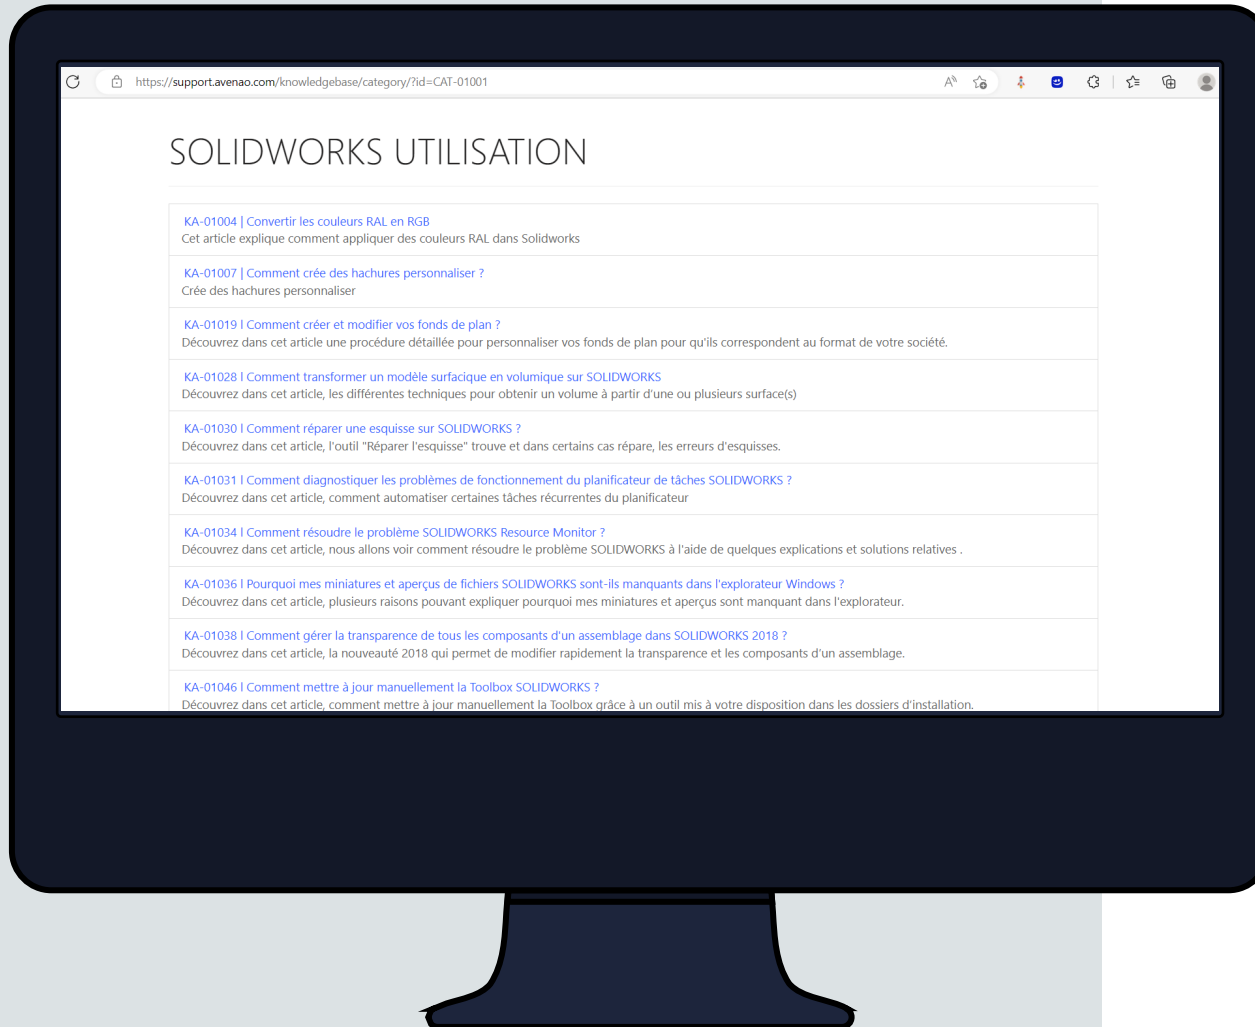 https://support.avenao.com/knowledgebase/category/?id=CAT-01001
SOLIDWORKS UTILISATION
KA-01004 | Convertir les couleurs RAL en RGB
Cet article explique comment appliquer des couleurs RAL dans Solidworks
KA-01007 | Comment crée des hachures personnaliser ?
Crée des hachures personnaliser
KA-01019 l Comment créer et modifier vos fonds de plan ?
Découvrez dans cet article une procédure détaillée pour personnaliser vos fonds de plan pour qu'ils correspondent au format de votre société.
KA-01028 l Comment transformer un modèle surfacique en volumique sur SOLIDWORKS
Découvrez dans cet article, les différentes techniques pour obtenir un volume à partir d'une ou plusieurs surface(s)
KA-01030 l Comment réparer une esquisse sur SOLIDWORKS ?
Découvrez dans cet article, l'outil "Réparer l'esquisse" trouve et dans certains cas répare, les erreurs d'esquisses.
KA-01031 l Comment diagnostiquer les problèmes de fonctionnement du planificateur de tâches SOLIDWORKS ?
Découvrez dans cet article, comment automatiser certaines tâches récurrentes du planificateur
KA-01034 l Comment résoudre le problème SOLIDWORKS Resource Monitor ?
Découvrez dans cet article, nous allons voir comment résoudre le problème SOLIDWORKS à l'aide de quelques explications et solutions relatives .
KA-01036 l Pourquoi mes miniatures et aperçus de fichiers SOLIDWORKS sont-ils manquants dans l'explorateur Windows ?
Découvrez dans cet article, plusieurs raisons pouvant expliquer pourquoi mes miniatures et aperçus sont manquant dans l'explorateur.
KA-01038 l Comment gérer la transparence de tous les composants d'un assemblage dans SOLIDWORKS 2018 ?
Découvrez dans cet article, la nouveauté 2018 qui permet de modifier rapidement la transparence et les composants d'un assemblage.
KA-01046 l Comment mettre à jour manuellement la Toolbox SOLIDWORKS ?
Découvrez dans cet article, comment mettre à jour manuellement la Toolbox grâce à un outil mis à votre disposition dans les dossiers d'installation.